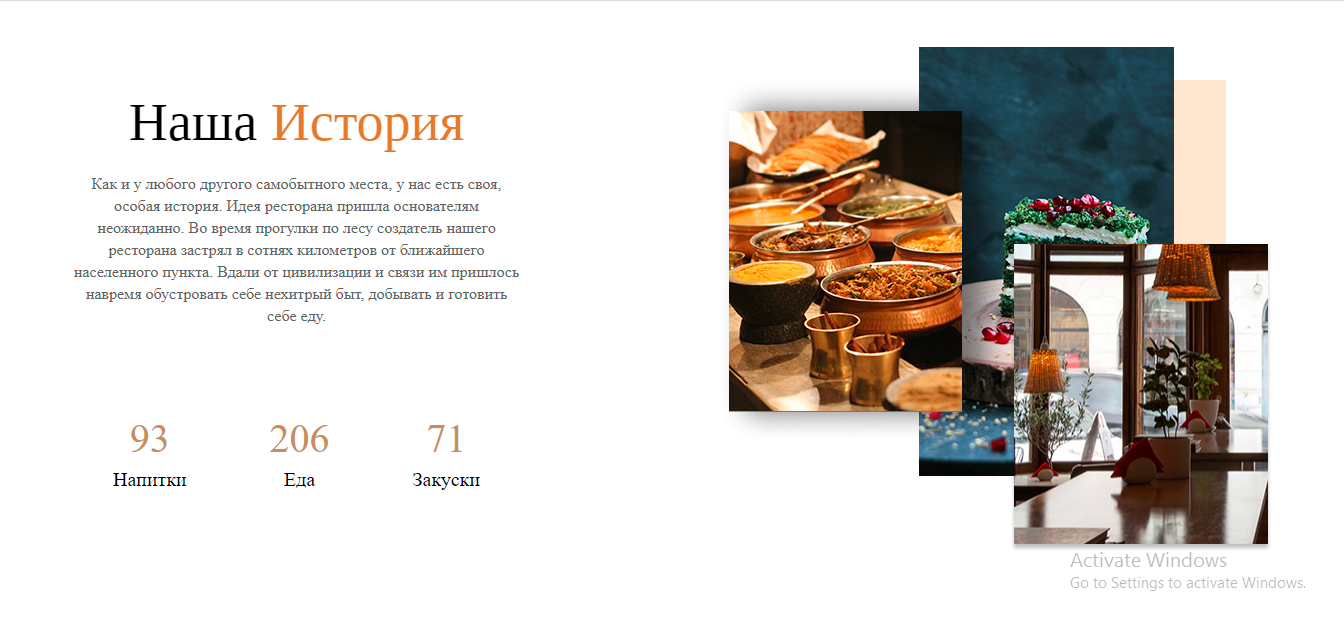 Наша История
Как и у любого другого самобытного места, у нас есть своя,
особая история. Идея ресторана пришла основателям
неожиданно. Во время прогулки по лесу создатель нашего
ресторана застрял в сотнях километров от ближайшего
населенного пункта. Вдали от цивилизации и связи им пришлось
навремя обустровать себе нехитрый быт, добывать и готовить
себе еду.
93 206 71
Напитки Еда Закуски
Activate Windows
Go to Settings to activate Windows.